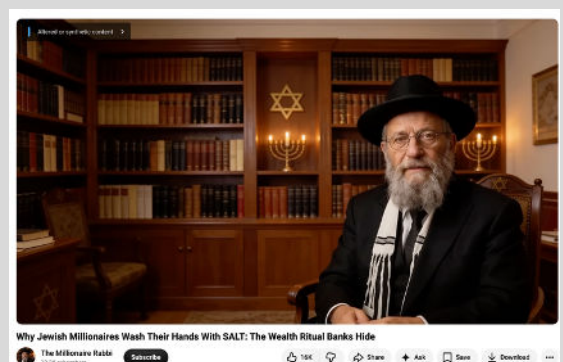 Altered or synthetic content
Why Jewish Millionaires Wash Their Hands With SALT: The Wealth Ritual Banks Hide
The Millionaire Rabbi
Subscribe
16K
Share
Ask
Save
Download